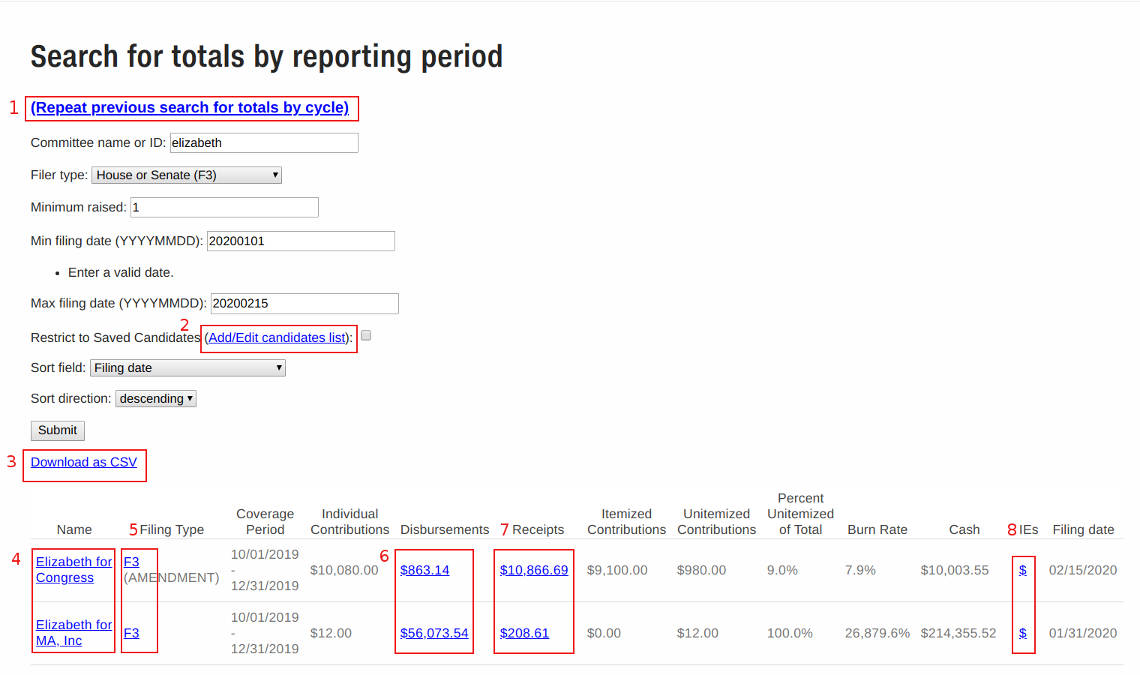 Search for totals by reporting period
1 (Repeat previous search for totals by cycle)
Committee name or ID: elizabeth
Filer type: House or Senate (F3)
Minimum raised: 1
Min filing date (YYYYMMDD): 20200101
• Enter a valid date.
Max filing date (YYYYMMDD): 20200215
2
Restrict to Saved Candidates (Add/Edit candidates list):
Sort field: Filing date
Sort direction: descending
Submit
3 Download as CSV
Name 5 Filing Type Coverage Period Individual Contributions Disbursements 7 Receipts Itemized Contributions Unitemized Contributions Percent Unitemized of Total Burn Rate Cash 8 IEs Filing date
4 6
Elizabeth for Congress F3 (AMENDMENT) 10/01/2019 - 12/31/2019 $10,080.00 $863.14 $10,866.69 $9,100.00 $980.00 9.0% 7.9% $10,003.55 $ 02/15/2020
Elizabeth for MA, Inc F3 10/01/2019 - 12/31/2019 $12.00 $56,073.54 $208.61 $0.00 $12.00 100.0% 26,879.6% $214,355.52 $ 01/31/2020